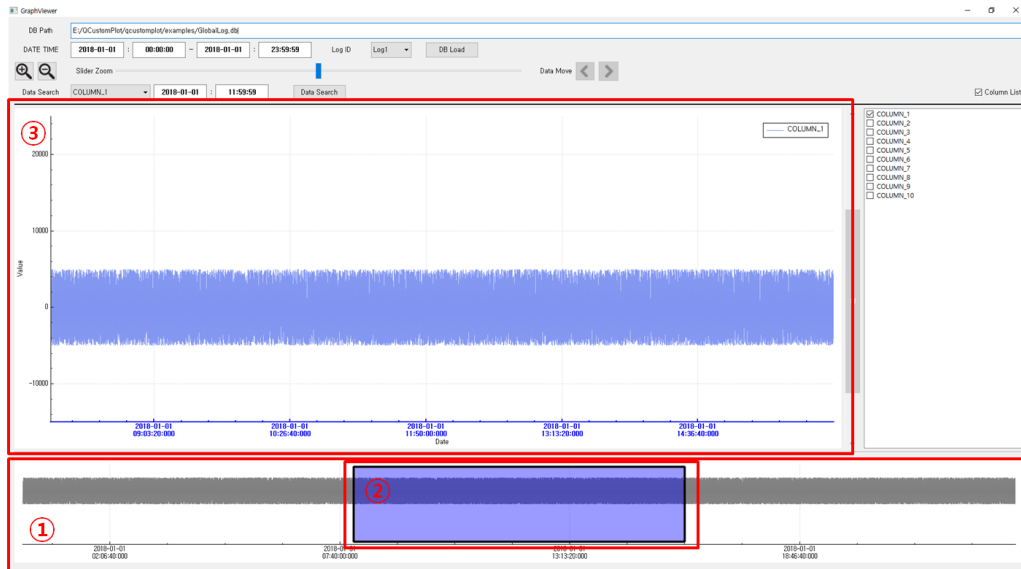 GraphViewer
DB Path E:/QCustomPlot/qcustomplot/examples/GlobalLog.db
DATE TIME 2018-01-01 : 00:00:00 ~ 2018-01-01 : 23:59:59 Log ID Log1 DB Load
Slider Zoom Data Move
Data Search COLUMN_1 2018-01-01 : 11:59:59 Data Search Column List
③
COLUMN_1
20000
10000
Value
0
-10000
2018-01-01 2018-01-01 2018-01-01 2018-01-01 2018-01-01
09:03:20:000 10:26:40:000 11:50:00:000 13:13:20:000 14:36:40:000
Date
COLUMN_1
COLUMN_2
COLUMN_3
COLUMN_4
COLUMN_5
COLUMN_6
COLUMN_7
COLUMN_8
COLUMN_9
COLUMN_10
②
①
2018-01-01 2018-01-01 2018-01-01 2018-01-01
02:06:40:000 07:40:00:000 13:13:20:000 18:46:40:000